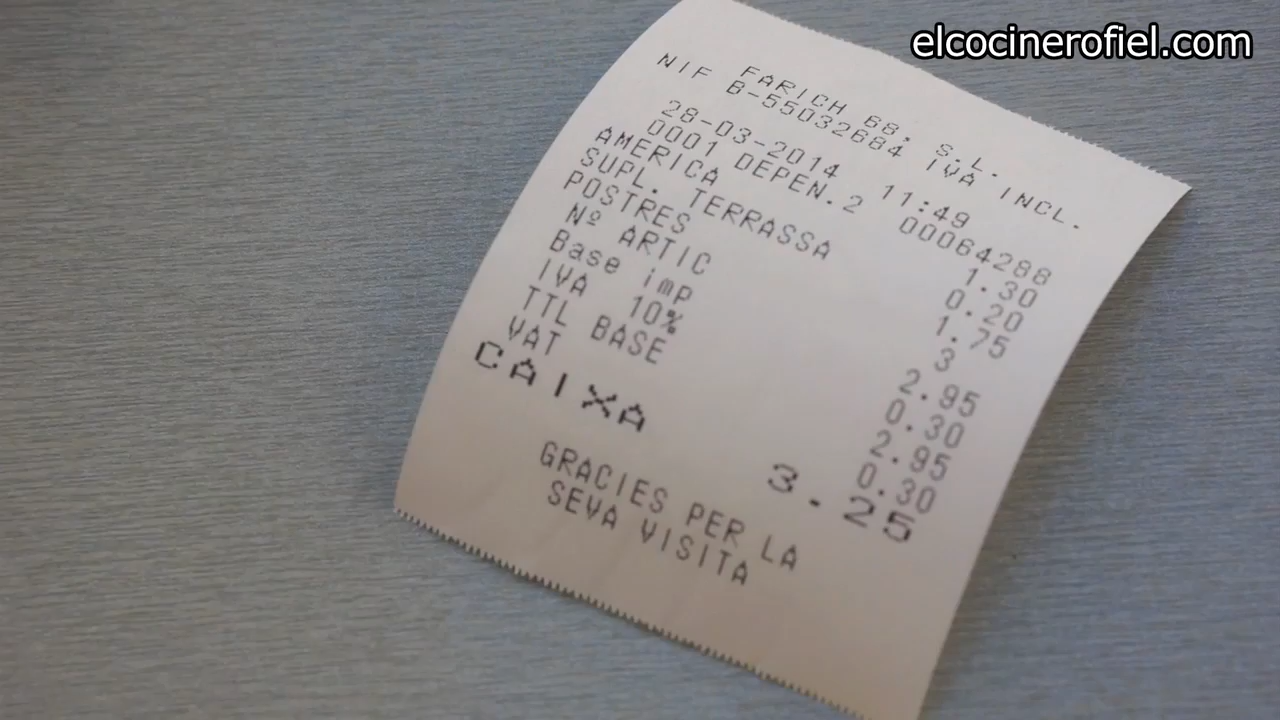 elcocinerofiel.com
FARICH 68, S.L.
NIF B-55032684 IVA INCL.
28-03-2014 11:49
0001 DEPEN.2 00064288
AMERICA 1.30
SUPL. TERRASSA 0.20
POSTRES 1.75
Nº ARTIC 3
Base imp 2.95
IVA 10% 0.30
TTL BASE 2.95
VAT 0.30
CAIXA 3.25
GRACIES PER LA
SEVA VISITA